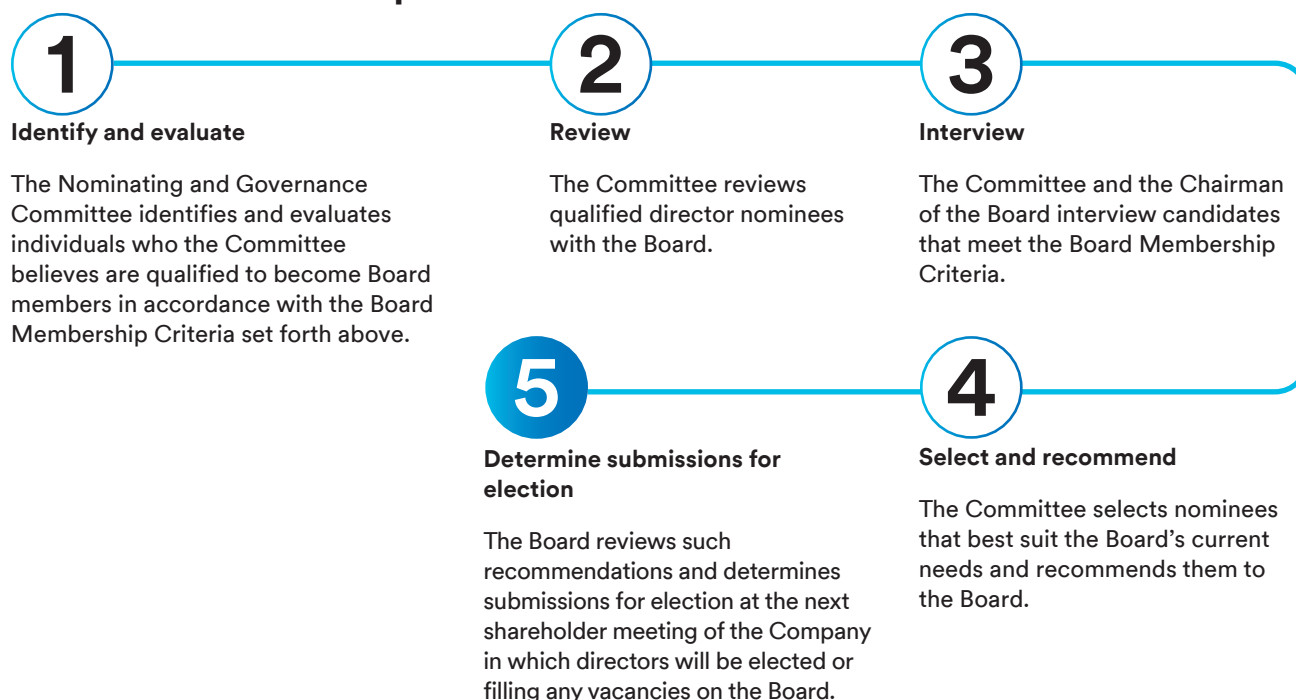 1
Identify and evaluate
The Nominating and Governance
Committee identifies and evaluates
individuals who the Committee
believes are qualified to become Board
members in accordance with the Board
Membership Criteria set forth above.
2
Review
The Committee reviews
qualified director nominees
with the Board.
3
Interview
The Committee and the Chairman
of the Board interview candidates
that meet the Board Membership
Criteria.
4
Select and recommend
The Committee selects nominees
that best suit the Board’s current
needs and recommends them to
the Board.
5
Determine submissions for
election
The Board reviews such
recommendations and determines
submissions for election at the next
shareholder meeting of the Company
in which directors will be elected or
filling any vacancies on the Board.